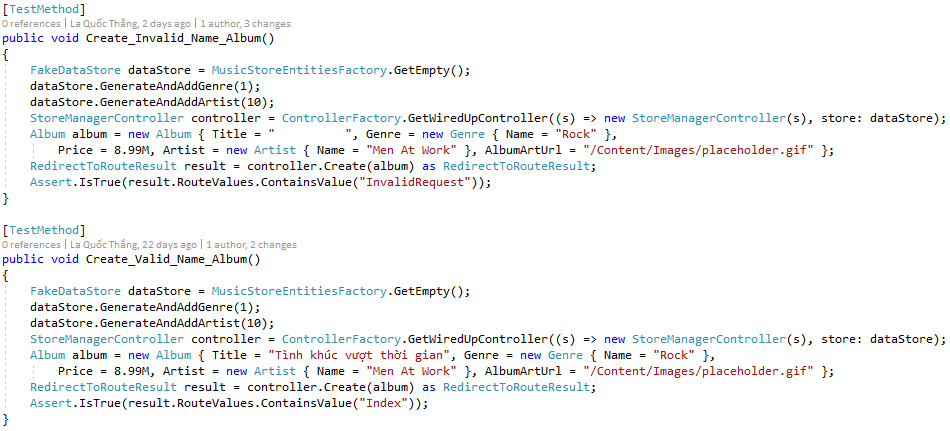 [TestMethod]
0 references | La Quốc Thắng, 2 days ago | 1 author, 3 changes
public void Create_Invalid_Name_Album()
{
    FakeDataStore dataStore = MusicStoreEntitiesFactory.GetEmpty();
    dataStore.GenerateAndAddGenre(1);
    dataStore.GenerateAndAddArtist(10);
    StoreManagerController controller = ControllerFactory.GetWiredUpController((s) => new StoreManagerController(s), store: dataStore);
    Album album = new Album { Title = "          ", Genre = new Genre { Name = "Rock" },
        Price = 8.99M, Artist = new Artist { Name = "Men At Work" }, AlbumArtUrl = "/Content/Images/placeholder.gif" };
    RedirectToRouteResult result = controller.Create(album) as RedirectToRouteResult;
    Assert.IsTrue(result.RouteValues.ContainsValue("InvalidRequest"));
}
[TestMethod]
0 references | La Quốc Thắng, 22 days ago | 1 author, 2 changes
public void Create_Valid_Name_Album()
{
    FakeDataStore dataStore = MusicStoreEntitiesFactory.GetEmpty();
    dataStore.GenerateAndAddGenre(1);
    dataStore.GenerateAndAddArtist(10);
    StoreManagerController controller = ControllerFactory.GetWiredUpController((s) => new StoreManagerController(s), store: dataStore);
    Album album = new Album { Title = "Tình khúc vượt thời gian", Genre = new Genre { Name = "Rock" },
        Price = 8.99M, Artist = new Artist { Name = "Men At Work" }, AlbumArtUrl = "/Content/Images/placeholder.gif" };
    RedirectToRouteResult result = controller.Create(album) as RedirectToRouteResult;
    Assert.IsTrue(result.RouteValues.ContainsValue("Index"));
}